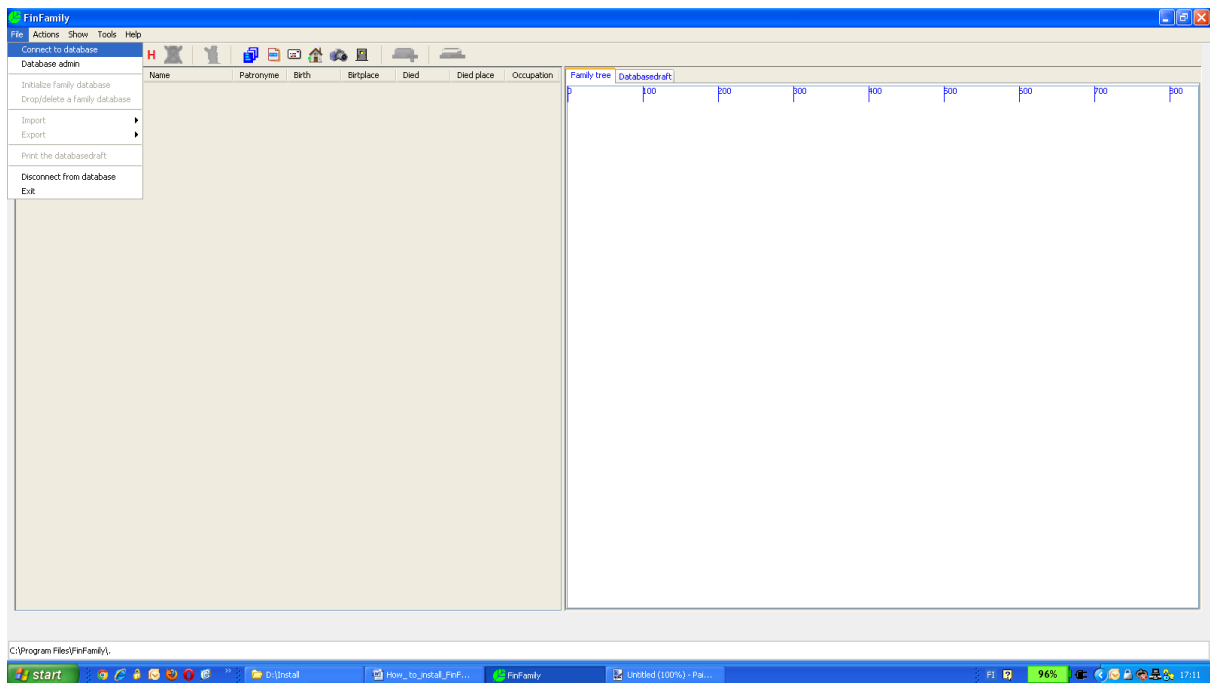 FinFamily
File Actions Show Tools Help
Connect to database
Database admin
Initialize family database
Drop/delete a family database
Import
Export
Print the databasedraft
Disconnect from database
Exit
H
Name Patronyme Birth Birtplace Died Died place Occupation
Family tree Databasedraft
0 100 200 300 400 500 600 700 800
C:\Program Files\FinFamily\.
start D:\Install How_to_install_FinF... FinFamily Untitled (100%) - Pai... FI 96% 17:11